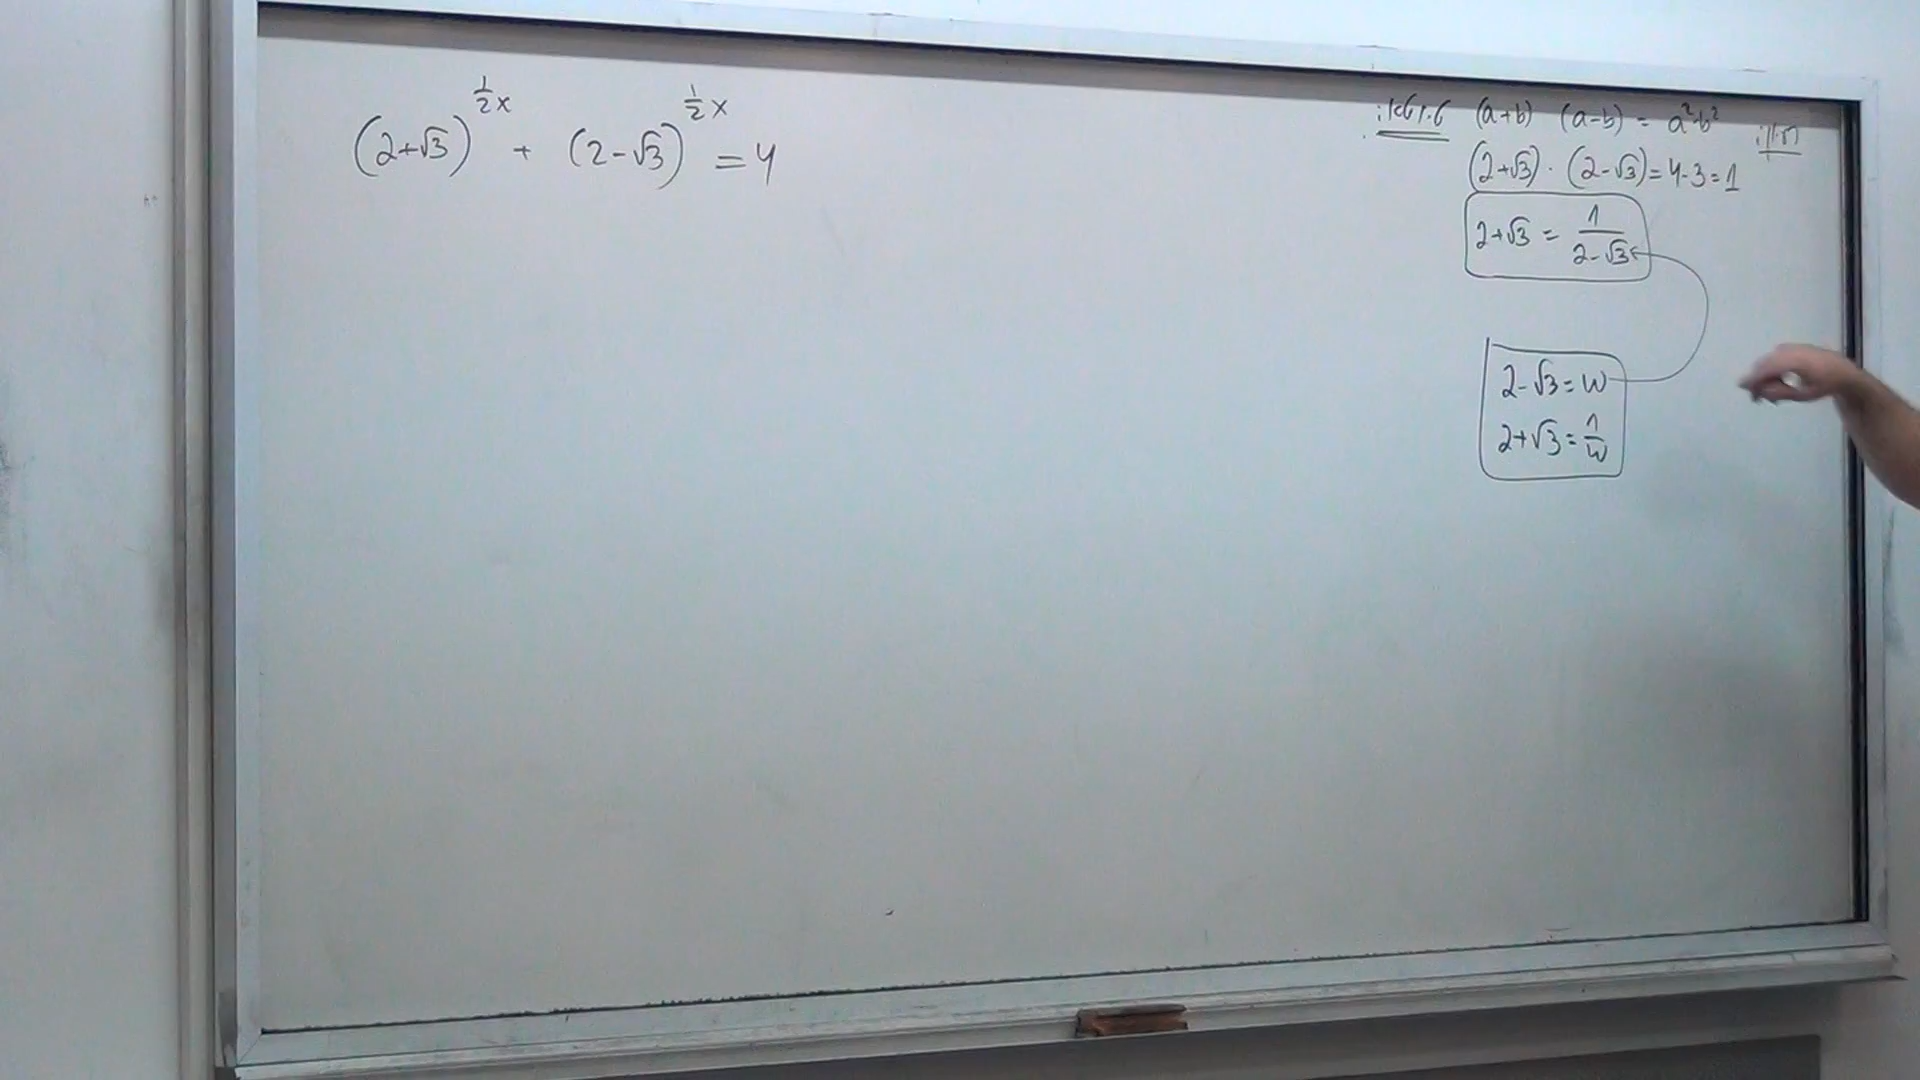 (2+√3)^{½x} + (2-√3)^{½x} = 4
(a+b) (a-b) = a²-b²
(2+√3) · (2-√3) = 4-3 = 1
2+√3 = 1/(2-√3)
2-√3 = w
2+√3 = 1/w